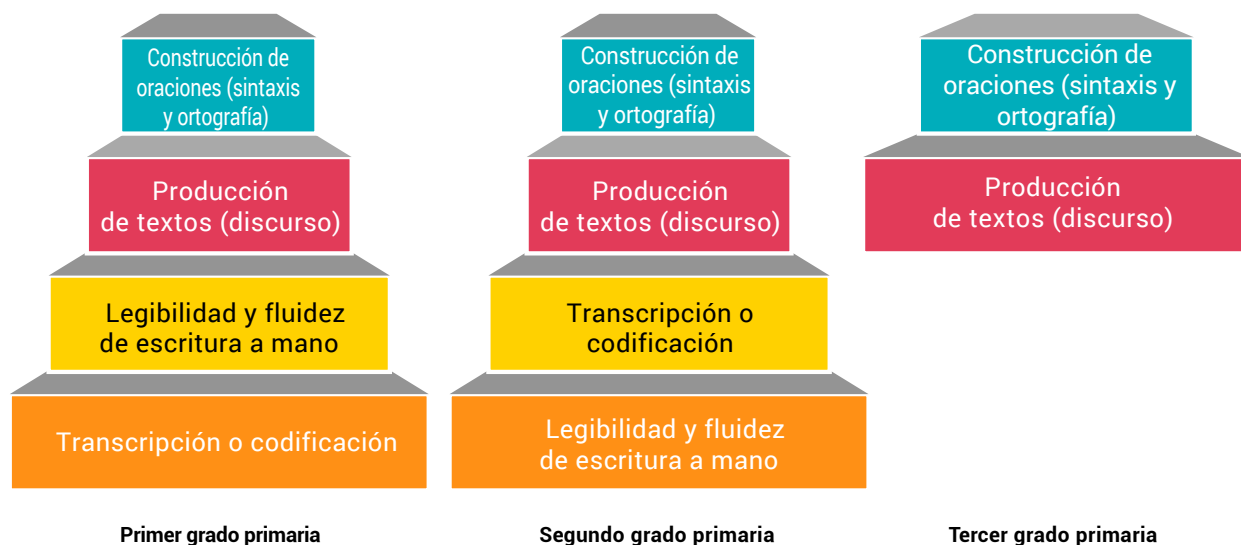 Construcción de
oraciones (sintaxis
y ortografía)
Producción
de textos (discurso)
Legibilidad y fluidez
de escritura a mano
Transcripción o codificación
Primer grado primaria
Construcción de
oraciones (sintaxis
y ortografía)
Producción
de textos (discurso)
Transcripción o
codificación
Legibilidad y fluidez
de escritura a mano
Segundo grado primaria
Construcción de
oraciones (sintaxis y
ortografía)
Producción
de textos (discurso)
Tercer grado primaria